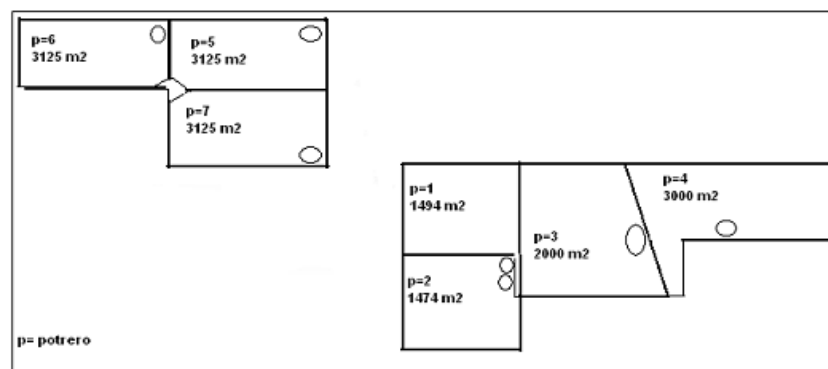 p=6
3125 m2
p=5
3125 m2
p=7
3125 m2
p=1
1494 m2
p=4
3000 m2
p=3
2000 m2
p=2
1474 m2
p= potrero